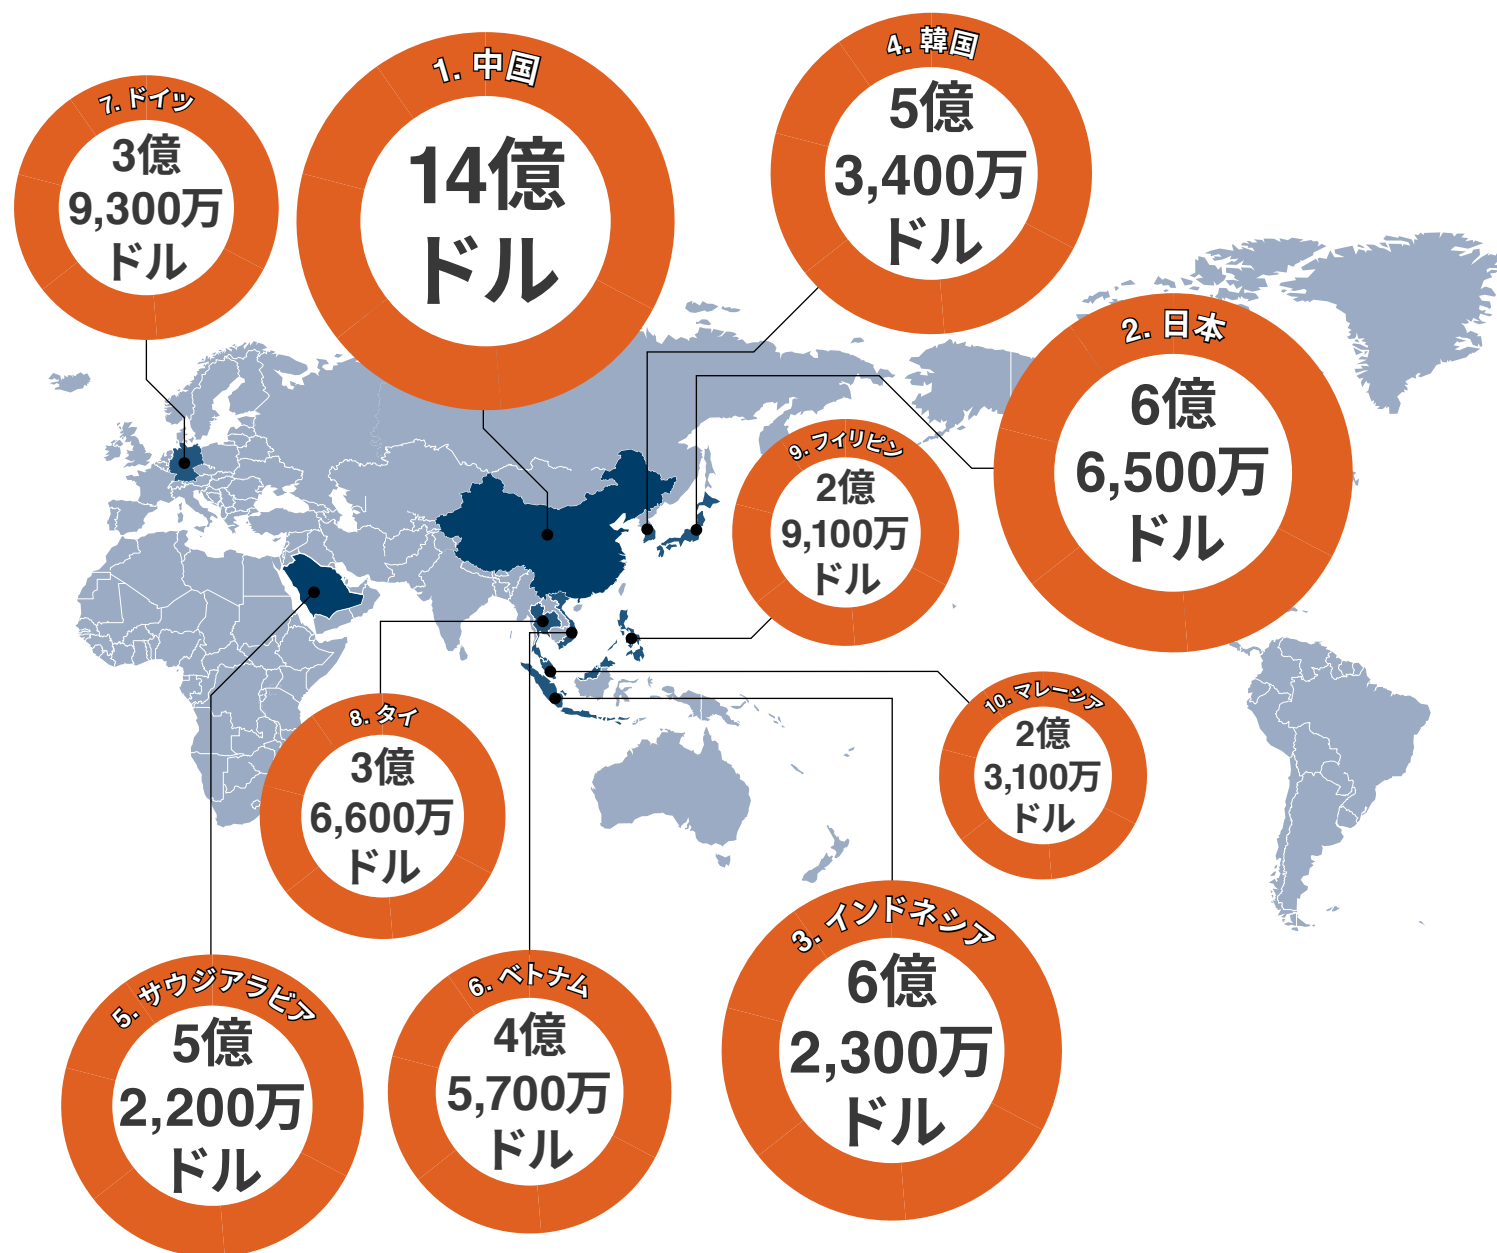 1. 中国
14億
ドル
2. 日本
6億
6,500万
ドル
3. インドネシア
6億
2,300万
ドル
4. 韓国
5億
3,400万
ドル
5. サウジアラビア
5億
2,200万
ドル
6. ベトナム
4億
5,700万
ドル
7. ドイツ
3億
9,300万
ドル
8. タイ
3億
6,600万
ドル
9. フィリピン
2億
9,100万
ドル
10. マレーシア
2億
3,100万
ドル